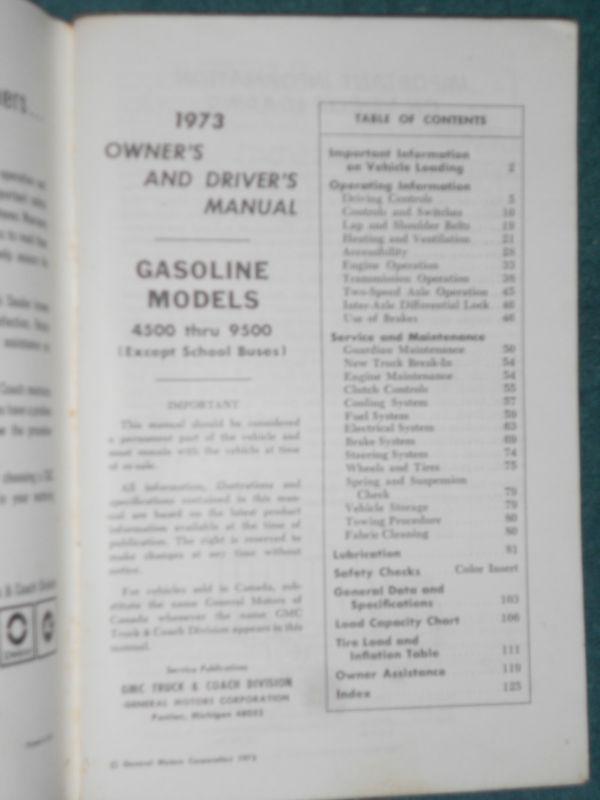 1973
OWNER'S
AND DRIVER'S
MANUAL
GASOLINE
MODELS
4500 thru 9500
(Except School Buses)
IMPORTANT
This manual should be considered
a permanent part of the vehicle and
must remain with the vehicle at time
of re-sale.
All information, illustrations and
specifications contained in this man-
ual are based on the latest product
information available at the time of
publication. The right is reserved to
make changes at any time without
notice.
For vehicles sold in Canada, sub-
stitute the name General Motors of
Canada whenever the name GMC
Truck & Coach Division appears in this
manual.
Service Publications
GMC TRUCK & COACH DIVISION
GENERAL MOTORS CORPORATION
Pontiac, Michigan 48053
© General Motors Corporation 1972
TABLE OF CONTENTS
Important Information
on Vehicle Loading 2
Operating Information
Driving Controls 5
Controls and Switches 10
Lap and Shoulder Belts 19
Heating and Ventilation 21
Accessibility 28
Engine Operation 33
Transmission Operation 38
Two-Speed Axle Operation 45
Inter-Axle Differential Lock 46
Use of Brakes 46
Service and Maintenance
Guardian Maintenance 50
New Truck Break-In 54
Engine Maintenance 54
Clutch Controls 55
Cooling System 57
Fuel System 59
Electrical System 63
Brake System 69
Steering System 74
Wheels and Tires 75
Spring and Suspension
Check 79
Vehicle Storage 79
Towing Procedure 80
Fabric Cleaning 80
Lubrication 81
Safety Checks Color Insert
General Data and
Specifications 103
Load Capacity Chart 106
Tire Load and
Inflation Table 111
Owner Assistance 119
Index 125